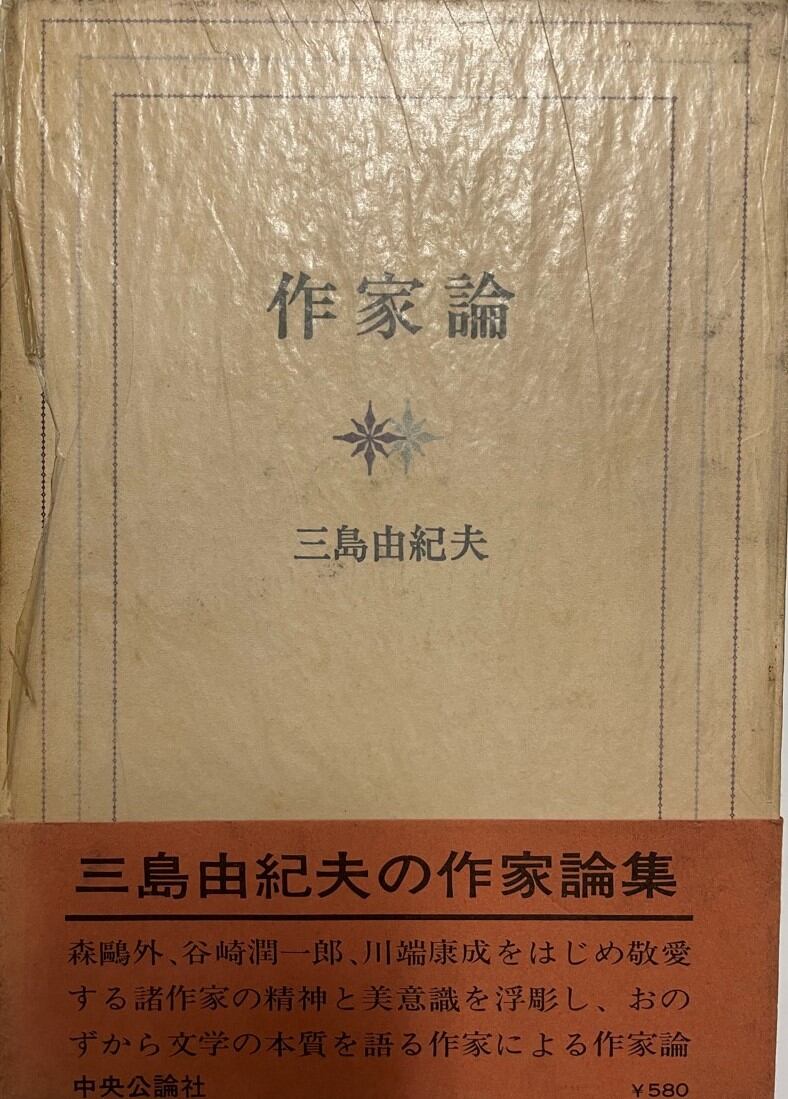 作家論
三島由紀夫
三島由紀夫の作家論集
森鷗外、谷崎潤一郎、川端康成をはじめ敬愛
する諸作家の精神と美意識を浮彫し、おの
ずから文学の本質を語る作家による作家論
中央公論社
¥580